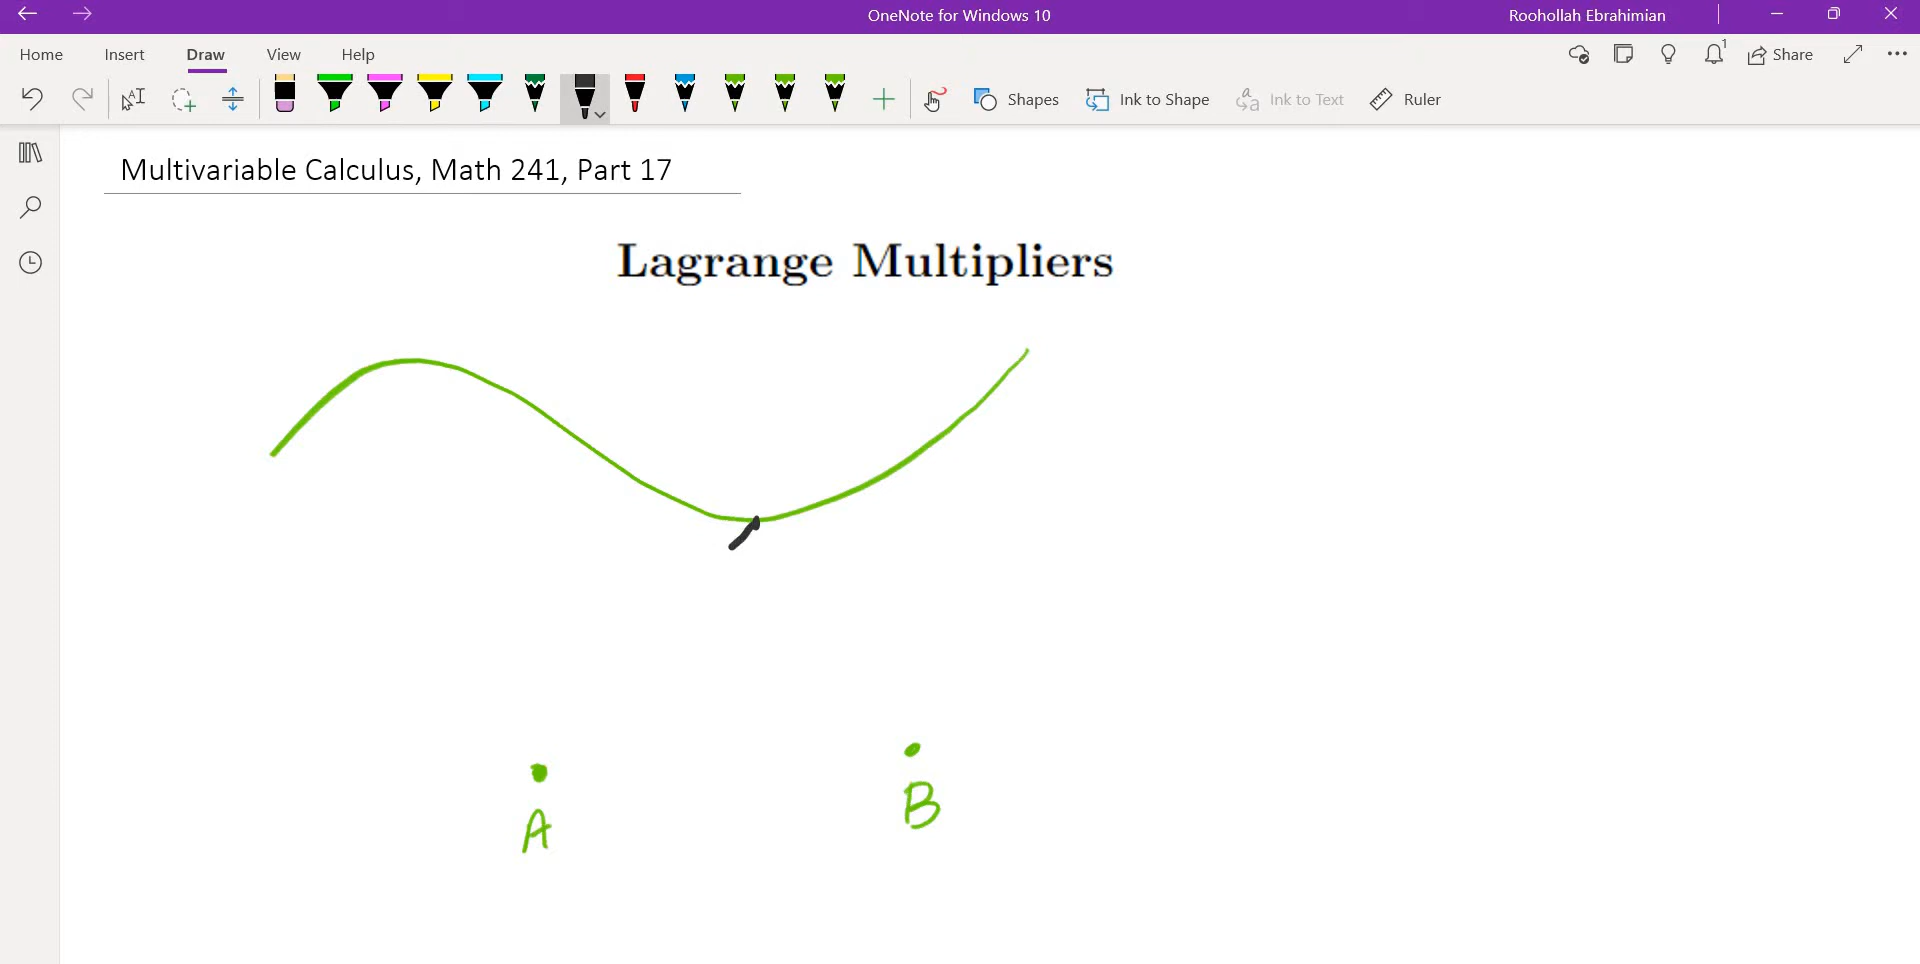 OneNote for Windows 10
Roohollah Ebrahimian
Home Insert Draw View Help
1
Share
Shapes
Ink to Shape
Ink to Text
Ruler
Multivariable Calculus, Math 241, Part 17
Lagrange Multipliers
A
B